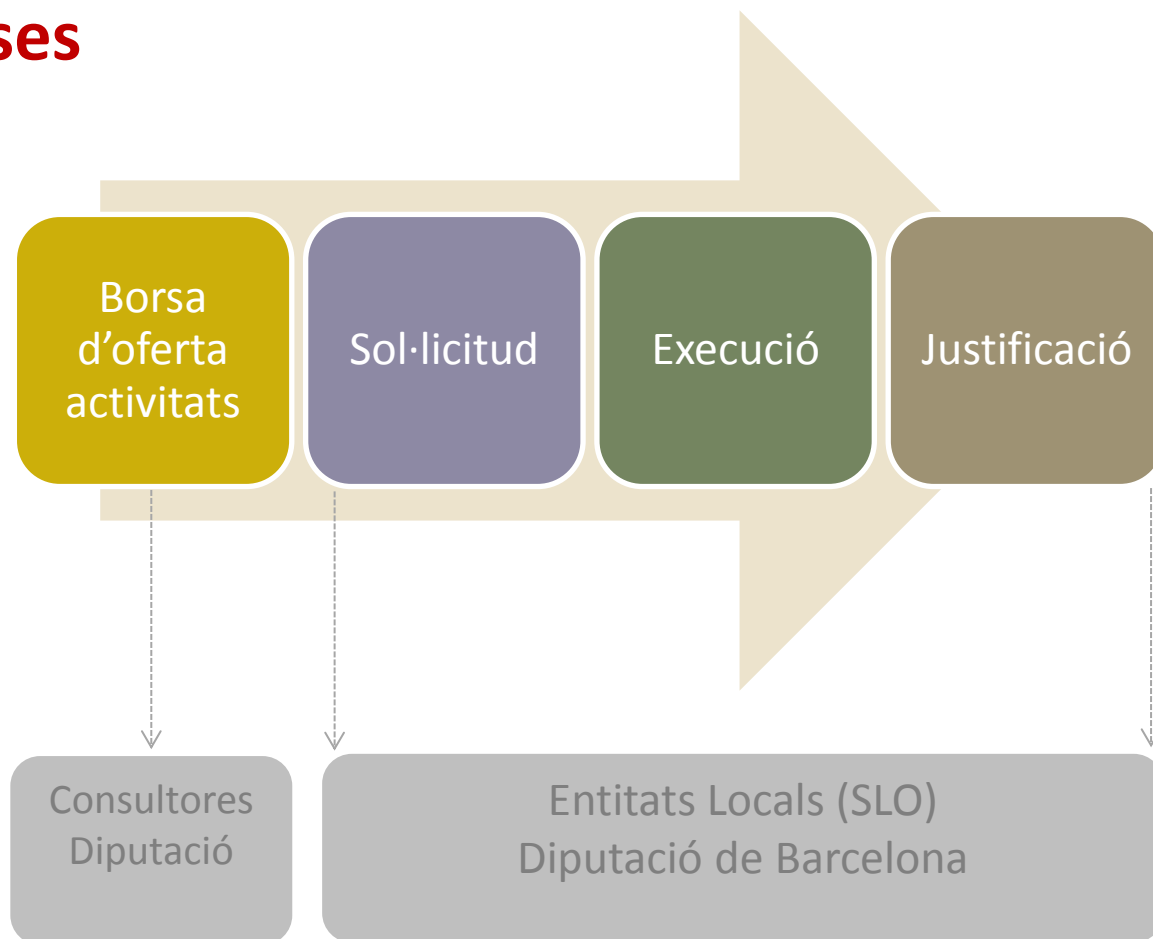 ses
Borsa
d’oferta
activitats
Sol·licitud
Execució
Justificació
Consultores
Diputació
Entitats Locals (SLO)
Diputació de Barcelona